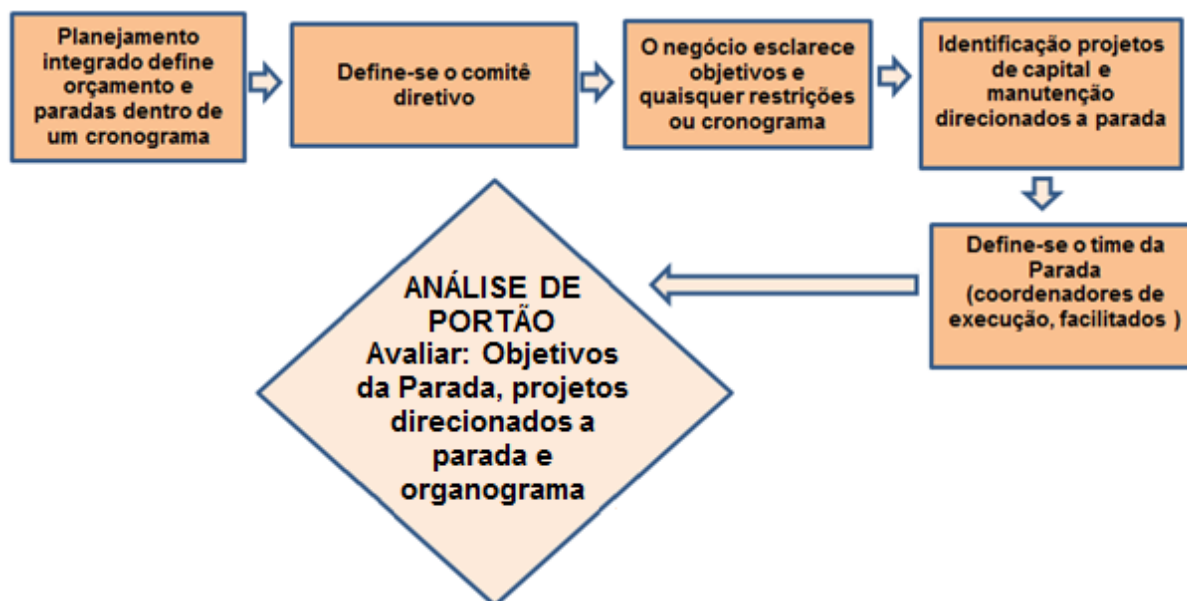 Planejamento
integrado define
orçamento e
paradas dentro de
um cronograma
Define-se o comitê
diretivo
O negócio esclarece
objetivos e
quaisquer restrições
ou cronograma
Identificação projetos
de capital e
manutenção
direcionados a parada
Define-se o time da
Parada
(coordenadores de
execução, facilitados )
ANÁLISE DE
PORTÃO
Avaliar: Objetivos
da Parada, projetos
direcionados a
parada e
organograma